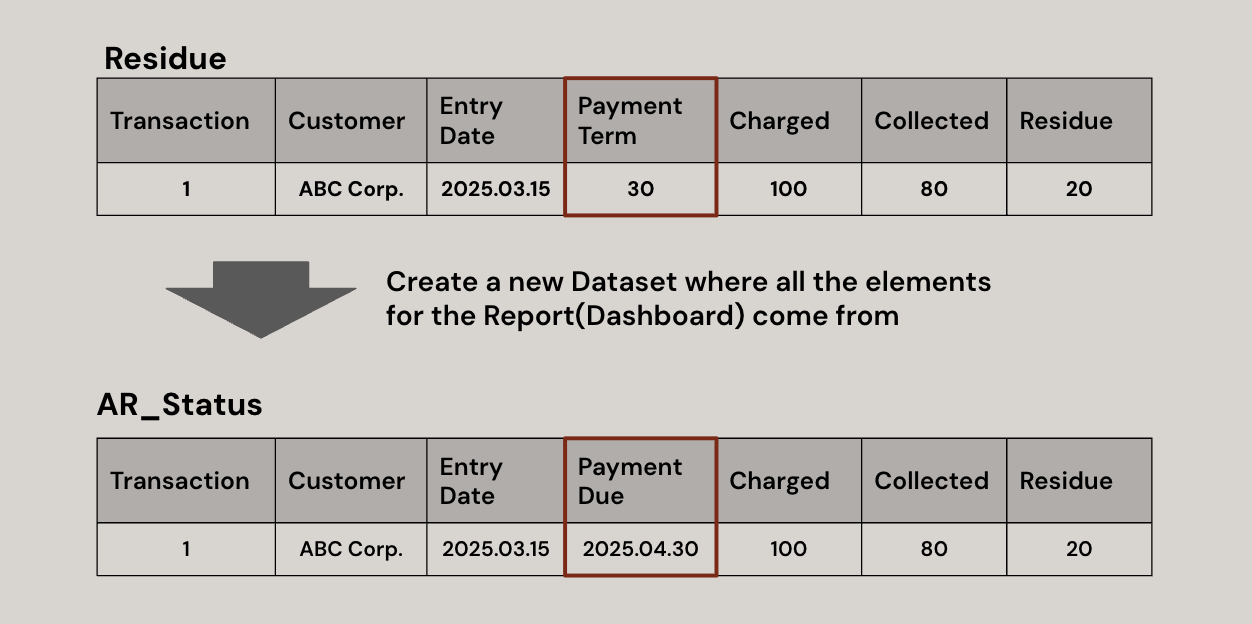 Residue
Transaction Customer Entry Date Payment Term Charged Collected Residue
1 ABC Corp. 2025.03.15 30 100 80 20
Create a new Dataset where all the elements
for the Report(Dashboard) come from
AR_Status
Transaction Customer Entry Date Payment Due Charged Collected Residue
1 ABC Corp. 2025.03.15 2025.04.30 100 80 20